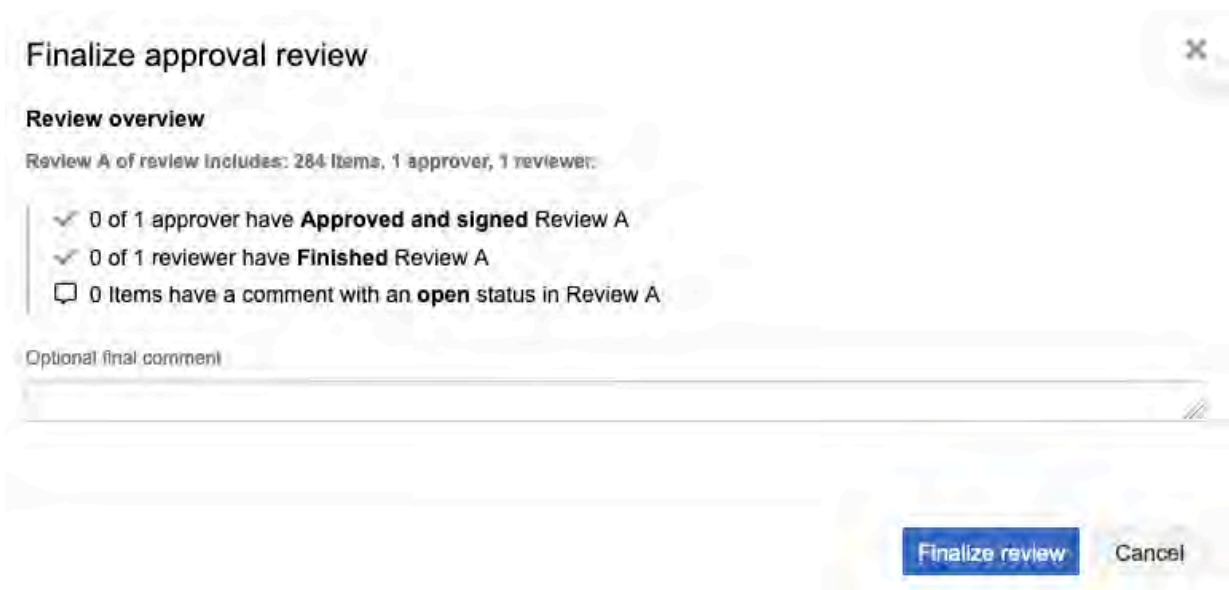 Finalize approval review
Review overview
Review A of review includes: 284 Items, 1 approver, 1 reviewer.
0 of 1 approver have Approved and signed Review A
0 of 1 reviewer have Finished Review A
0 Items have a comment with an open status in Review A
Optional final comment
Finalize review Cancel